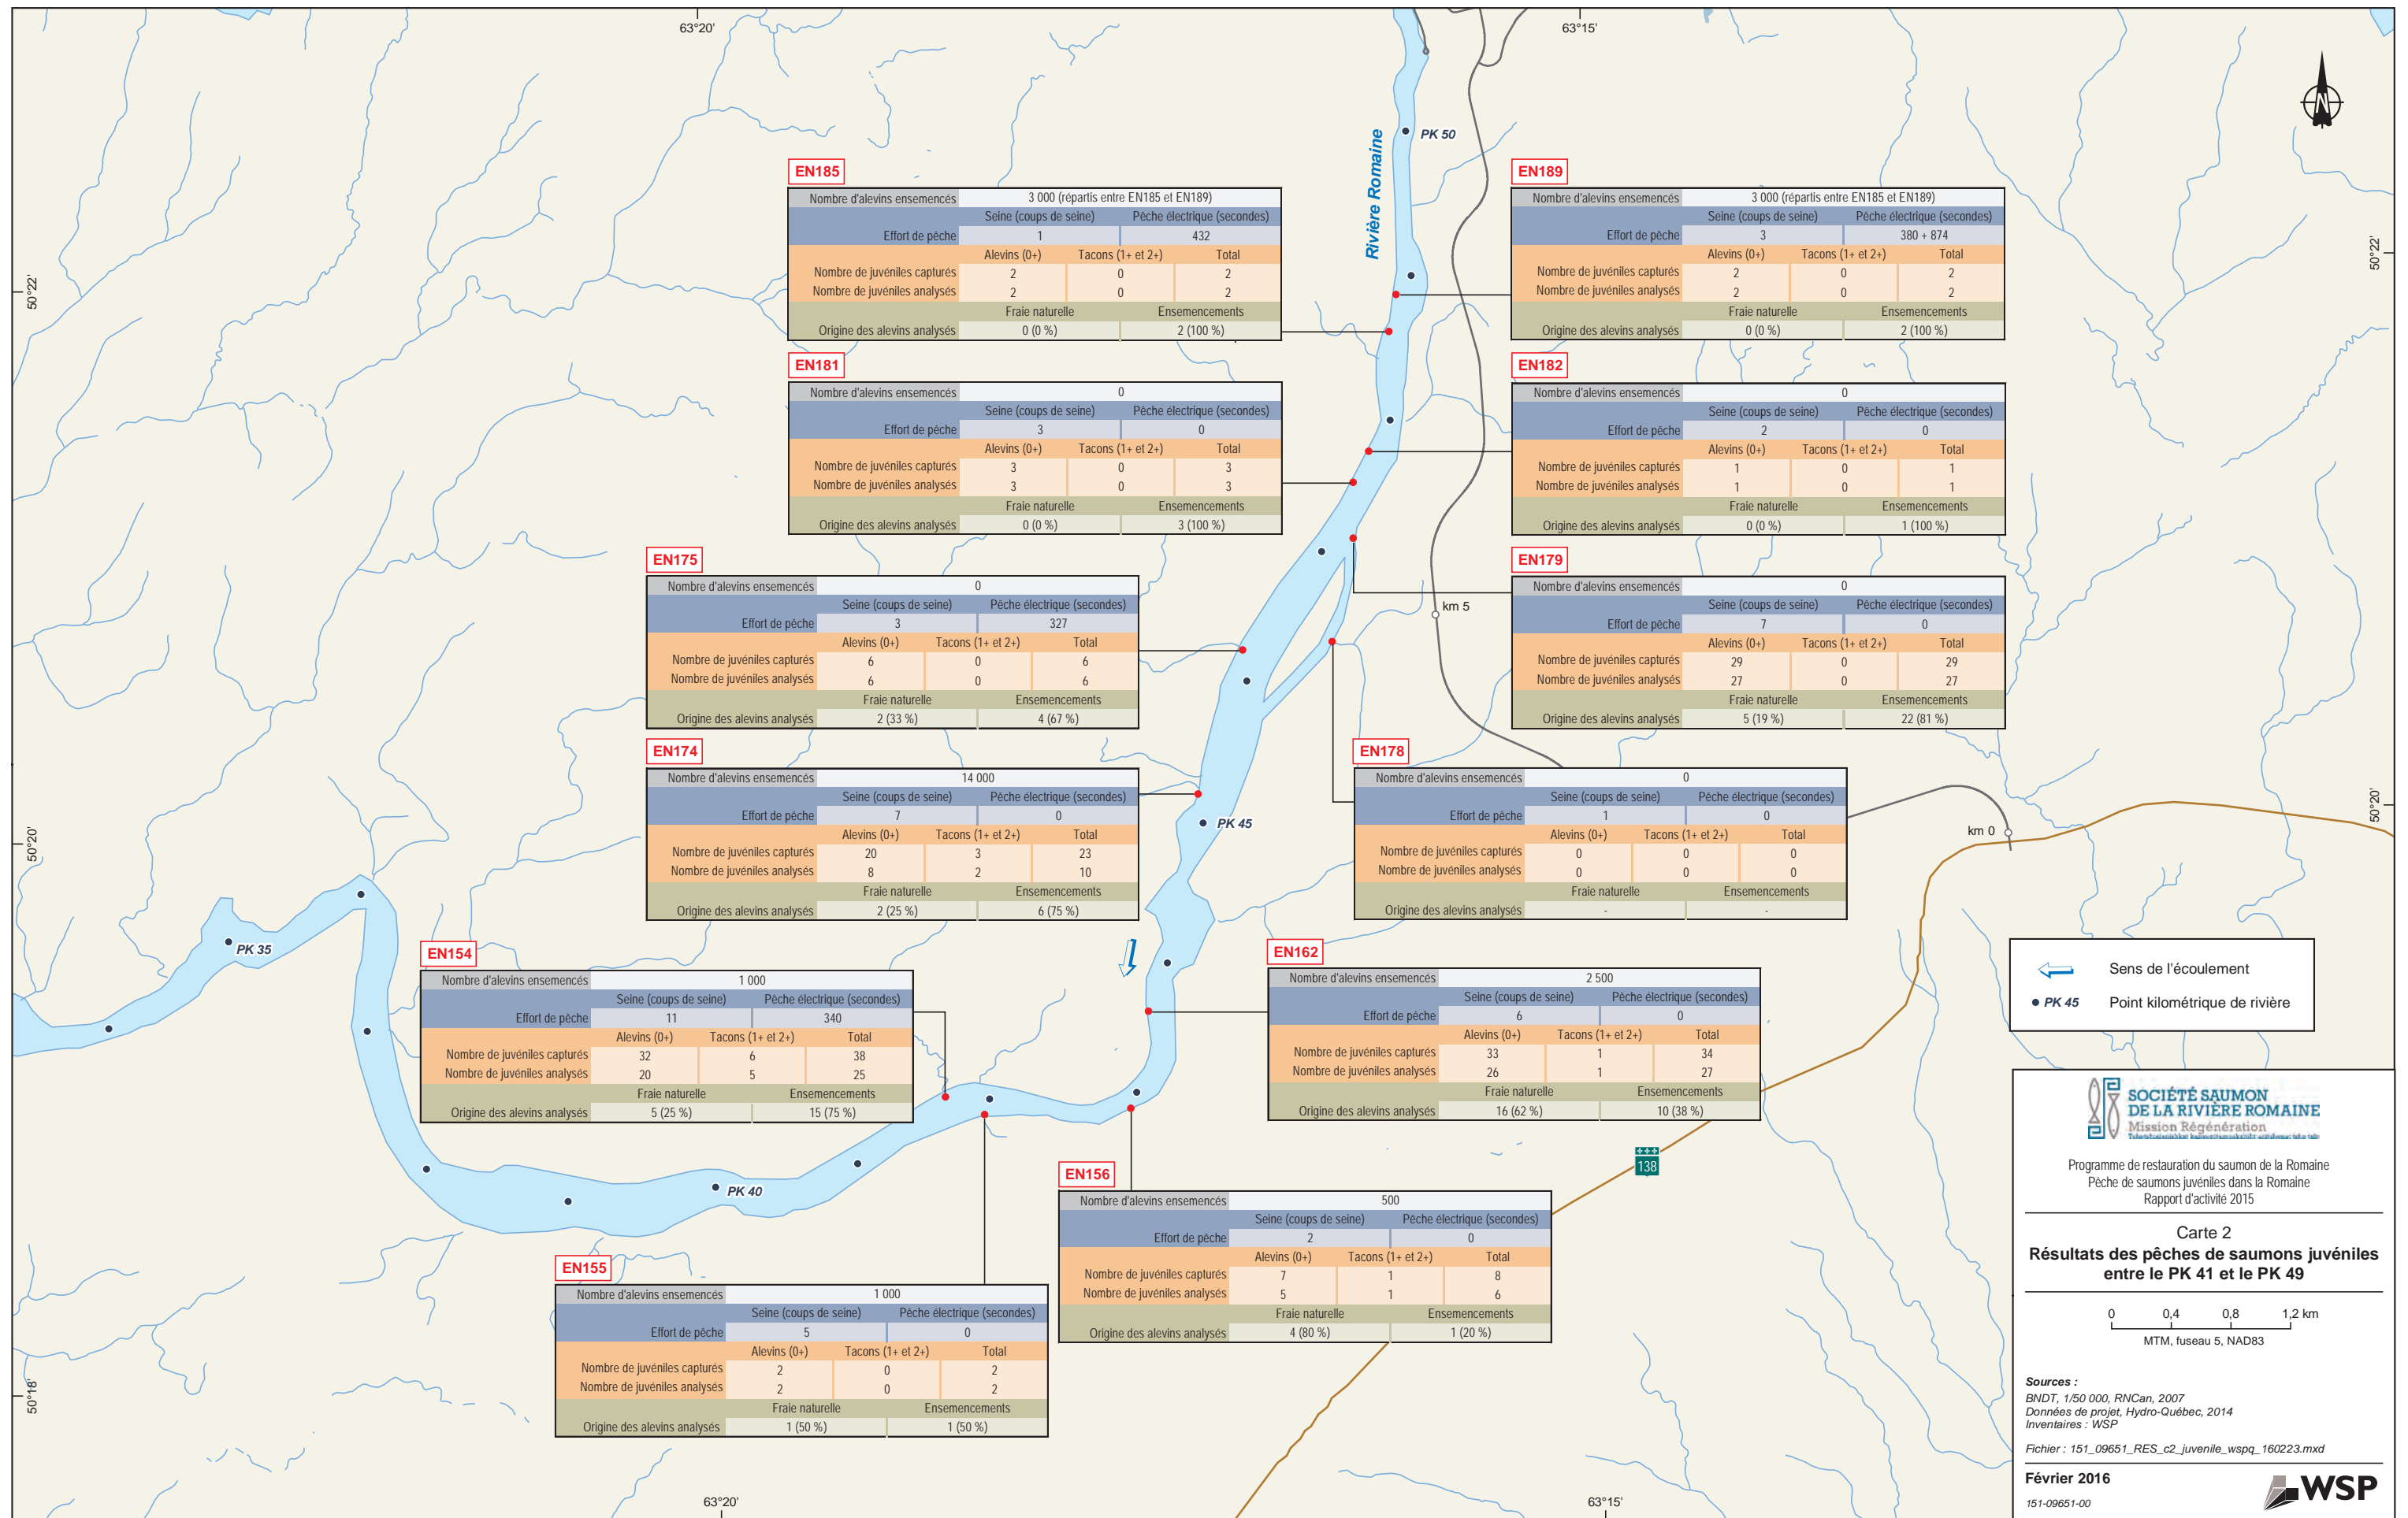 63°20'
63°15'
50°22'
50°22'
50°20'
50°20'
50°18'
63°20'
63°15'
Rivière Romaine
PK 50
PK 45
PK 40
PK 35
km 5
km 0
138
EN185
Nombre d'alevins ensemencés 3 000 (répartis entre EN185 et EN189)
Seine (coups de seine) Pêche électrique (secondes)
Effort de pêche 1 432
Alevins (0+) Tacons (1+ et 2+) Total
Nombre de juvéniles capturés 2 0 2
Nombre de juvéniles analysés 2 0 2
Fraie naturelle Ensemencements
Origine des alevins analysés 0 (0 %) 2 (100 %)
EN189
Nombre d'alevins ensemencés 3 000 (répartis entre EN185 et EN189)
Seine (coups de seine) Pêche électrique (secondes)
Effort de pêche 3 380 + 874
Alevins (0+) Tacons (1+ et 2+) Total
Nombre de juvéniles capturés 2 0 2
Nombre de juvéniles analysés 2 0 2
Fraie naturelle Ensemencements
Origine des alevins analysés 0 (0 %) 2 (100 %)
EN181
Nombre d'alevins ensemencés 0
Seine (coups de seine) Pêche électrique (secondes)
Effort de pêche 3 0
Alevins (0+) Tacons (1+ et 2+) Total
Nombre de juvéniles capturés 3 0 3
Nombre de juvéniles analysés 3 0 3
Fraie naturelle Ensemencements
Origine des alevins analysés 0 (0 %) 3 (100 %)
EN182
Nombre d'alevins ensemencés 0
Seine (coups de seine) Pêche électrique (secondes)
Effort de pêche 2 0
Alevins (0+) Tacons (1+ et 2+) Total
Nombre de juvéniles capturés 1 0 1
Nombre de juvéniles analysés 1 0 1
Fraie naturelle Ensemencements
Origine des alevins analysés 0 (0 %) 1 (100 %)
EN175
Nombre d'alevins ensemencés 0
Seine (coups de seine) Pêche électrique (secondes)
Effort de pêche 3 327
Alevins (0+) Tacons (1+ et 2+) Total
Nombre de juvéniles capturés 6 0 6
Nombre de juvéniles analysés 6 0 6
Fraie naturelle Ensemencements
Origine des alevins analysés 2 (33 %) 4 (67 %)
EN179
Nombre d'alevins ensemencés 0
Seine (coups de seine) Pêche électrique (secondes)
Effort de pêche 7 0
Alevins (0+) Tacons (1+ et 2+) Total
Nombre de juvéniles capturés 29 0 29
Nombre de juvéniles analysés 27 0 27
Fraie naturelle Ensemencements
Origine des alevins analysés 5 (19 %) 22 (81 %)
EN174
Nombre d'alevins ensemencés 14 000
Seine (coups de seine) Pêche électrique (secondes)
Effort de pêche 7 0
Alevins (0+) Tacons (1+ et 2+) Total
Nombre de juvéniles capturés 20 3 23
Nombre de juvéniles analysés 8 2 10
Fraie naturelle Ensemencements
Origine des alevins analysés 2 (25 %) 6 (75 %)
EN178
Nombre d'alevins ensemencés 0
Seine (coups de seine) Pêche électrique (secondes)
Effort de pêche 1 0
Alevins (0+) Tacons (1+ et 2+) Total
Nombre de juvéniles capturés 0 0 0
Nombre de juvéniles analysés 0 0 0
Fraie naturelle Ensemencements
Origine des alevins analysés - -
EN154
Nombre d'alevins ensemencés 1 000
Seine (coups de seine) Pêche électrique (secondes)
Effort de pêche 11 340
Alevins (0+) Tacons (1+ et 2+) Total
Nombre de juvéniles capturés 32 6 38
Nombre de juvéniles analysés 20 5 25
Fraie naturelle Ensemencements
Origine des alevins analysés 5 (25 %) 15 (75 %)
EN162
Nombre d'alevins ensemencés 2 500
Seine (coups de seine) Pêche électrique (secondes)
Effort de pêche 6 0
Alevins (0+) Tacons (1+ et 2+) Total
Nombre de juvéniles capturés 33 1 34
Nombre de juvéniles analysés 26 1 27
Fraie naturelle Ensemencements
Origine des alevins analysés 16 (62 %) 10 (38 %)
EN156
Nombre d'alevins ensemencés 500
Seine (coups de seine) Pêche électrique (secondes)
Effort de pêche 2 0
Alevins (0+) Tacons (1+ et 2+) Total
Nombre de juvéniles capturés 7 1 8
Nombre de juvéniles analysés 5 1 6
Fraie naturelle Ensemencements
Origine des alevins analysés 4 (80 %) 1 (20 %)
EN155
Nombre d'alevins ensemencés 1 000
Seine (coups de seine) Pêche électrique (secondes)
Effort de pêche 5 0
Alevins (0+) Tacons (1+ et 2+) Total
Nombre de juvéniles capturés 2 0 2
Nombre de juvéniles analysés 2 0 2
Fraie naturelle Ensemencements
Origine des alevins analysés 1 (50 %) 1 (50 %)
Sens de l'écoulement
PK 45 Point kilométrique de rivière
SOCIÉTÉ SAUMON
DE LA RIVIÈRE ROMAINE
Mission Régénération
Programme de restauration du saumon de la Romaine
Pêche de saumons juvéniles dans la Romaine
Rapport d'activité 2015
Carte 2
Résultats des pêches de saumons juvéniles
entre le PK 41 et le PK 49
0 0,4 0,8 1,2 km
MTM, fuseau 5, NAD83
Sources :
BNDT, 1/50 000, RNCan, 2007
Données de projet, Hydro-Québec, 2014
Inventaires : WSP
Fichier : 151_09651_RES_c2_juvenile_wspq_160223.mxd
Février 2016
151-09651-00
WSP
N